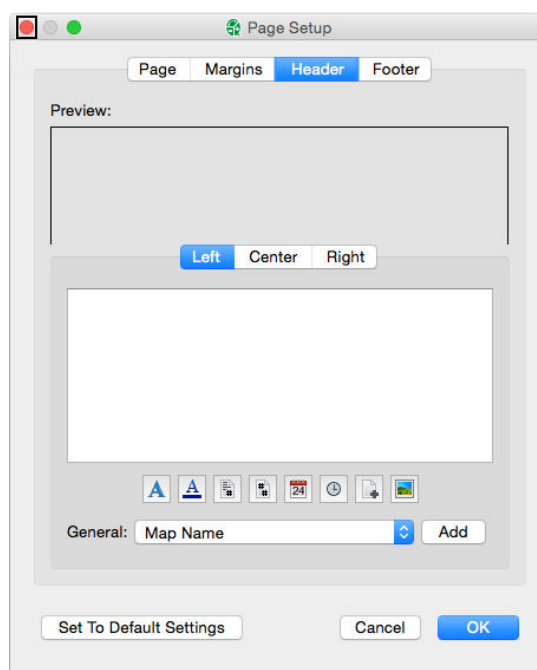 Page Setup
Page Margins Header Footer
Preview:
Left Center Right
A A 24
General: Map Name Add
Set To Default Settings Cancel OK